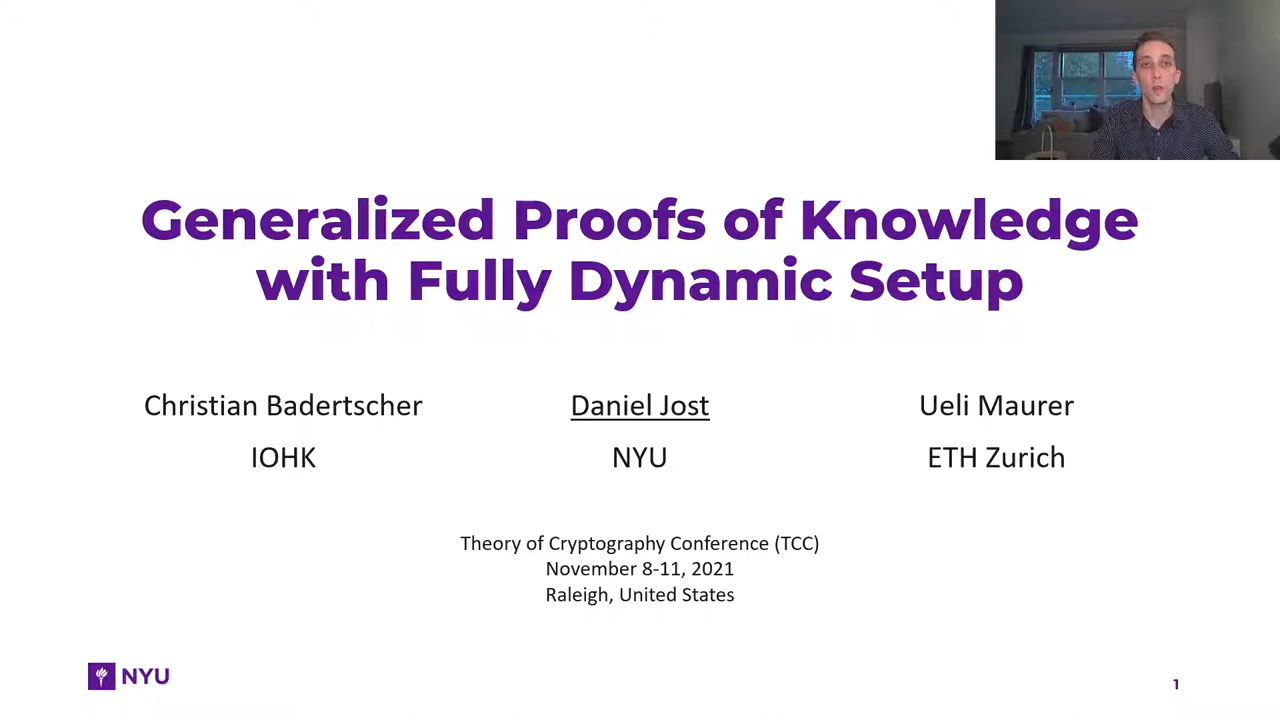 Generalized Proofs of Knowledge
with Fully Dynamic Setup
Christian Badertscher
IOHK
Daniel Jost
NYU
Ueli Maurer
ETH Zurich
Theory of Cryptography Conference (TCC)
November 8-11, 2021
Raleigh, United States
NYU
1